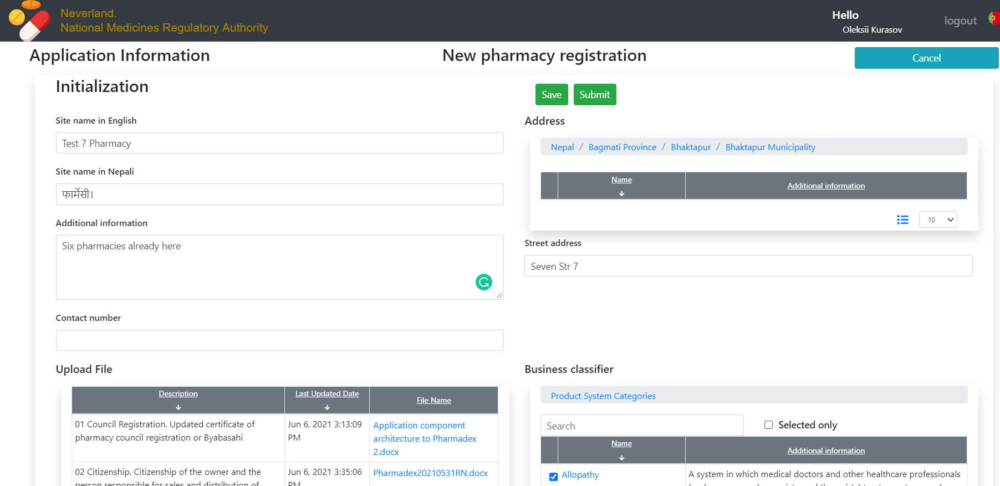 Neverland.
National Medicines Regulatory Authority
Hello
Oleksii Kurasov
logout
Application Information
New pharmacy registration
Cancel
Initialization
Save
Submit
Site name in English
Test 7 Pharmacy
Site name in Nepali
फार्मेसी।
Additional information
Six pharmacies already here
Contact number
Address
Nepal / Bagmati Province / Bhaktapur / Bhaktapur Municipality
Name
Additional information
10
Street address
Seven Str 7
Upload File
Description
Last Updated Date
File Name
01 Council Registration. Updated certificate of
pharmacy council registration or Byabasahi
Jun 6, 2021 3:13:09
PM
Application component
architecture to Pharmadex
2.docx
02 Citizenship. Citizenship of the owner and the
person responsible for sales and distribution of
Jun 6, 2021 3:35:06
PM
Pharmadex20210531RN.docx
Business classifier
Product System Categories
Search
Selected only
Name
Additional information
Allopathy
A system in which medical doctors and other healthcare professionals